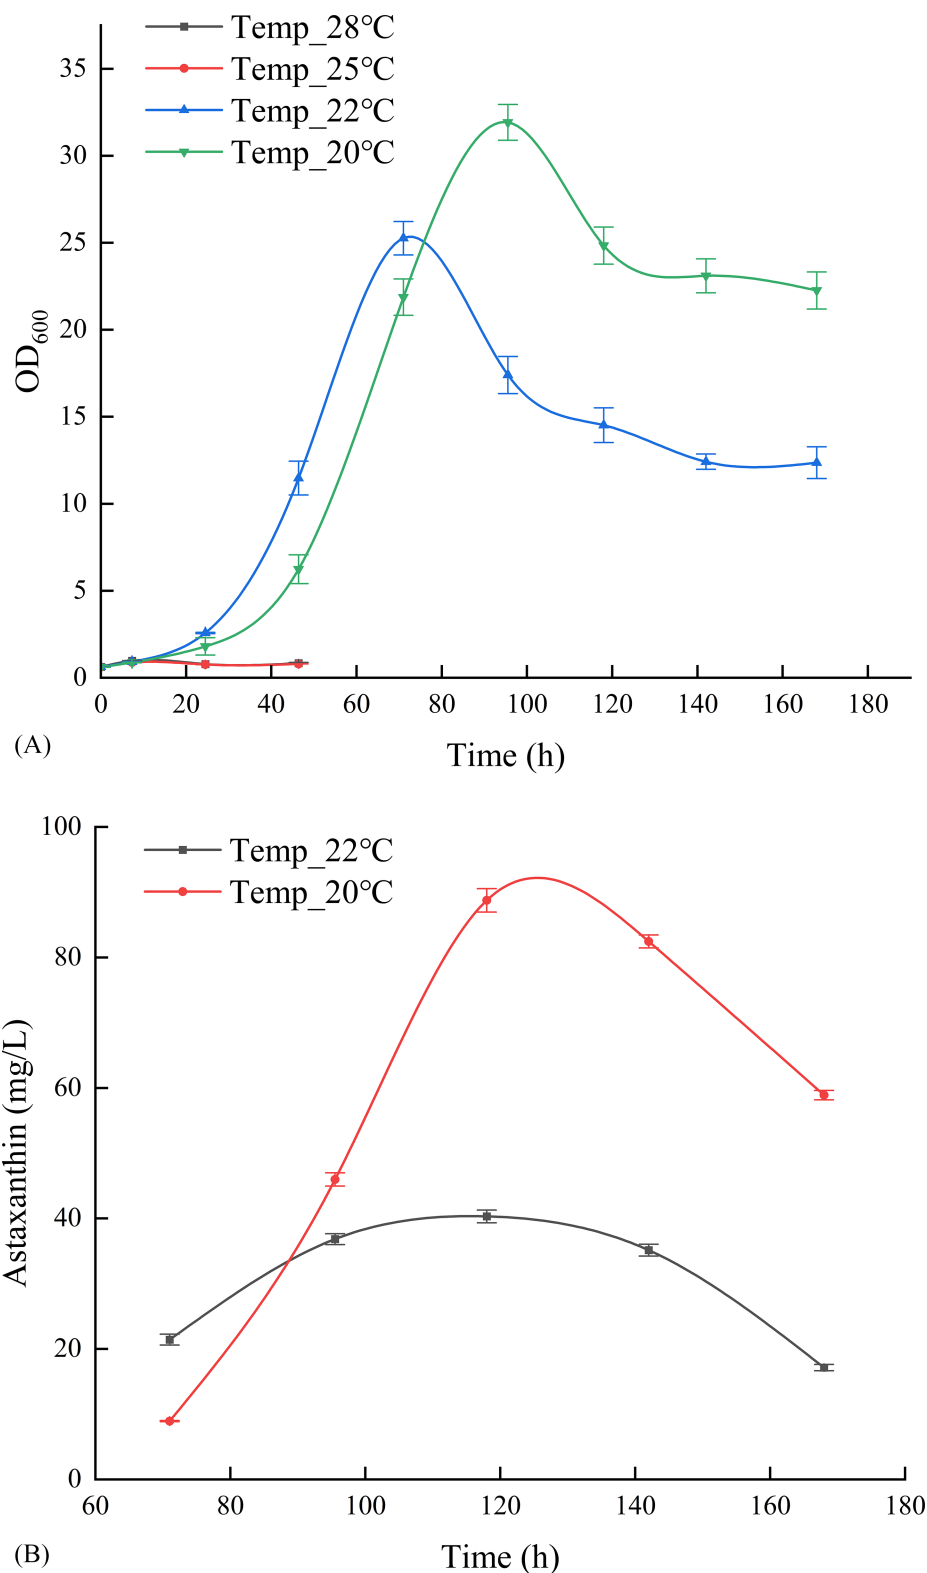 Temp_28℃
Temp_25℃
Temp_22℃
Temp_20℃
35
30
25
20
15
10
5
0
OD600
0 20 40 60 80 100 120 140 160 180
Time (h)
(A)
100
80
60
40
20
0
Temp_22℃
Temp_20℃
Astaxanthin (mg/L)
60 80 100 120 140 160 180
Time (h)
(B)